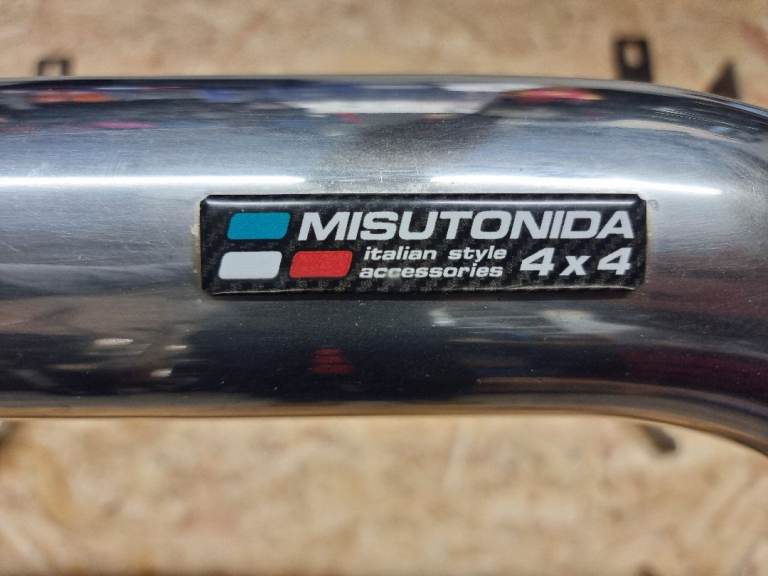 MISUTONIDA
italian style
accessories 4x4